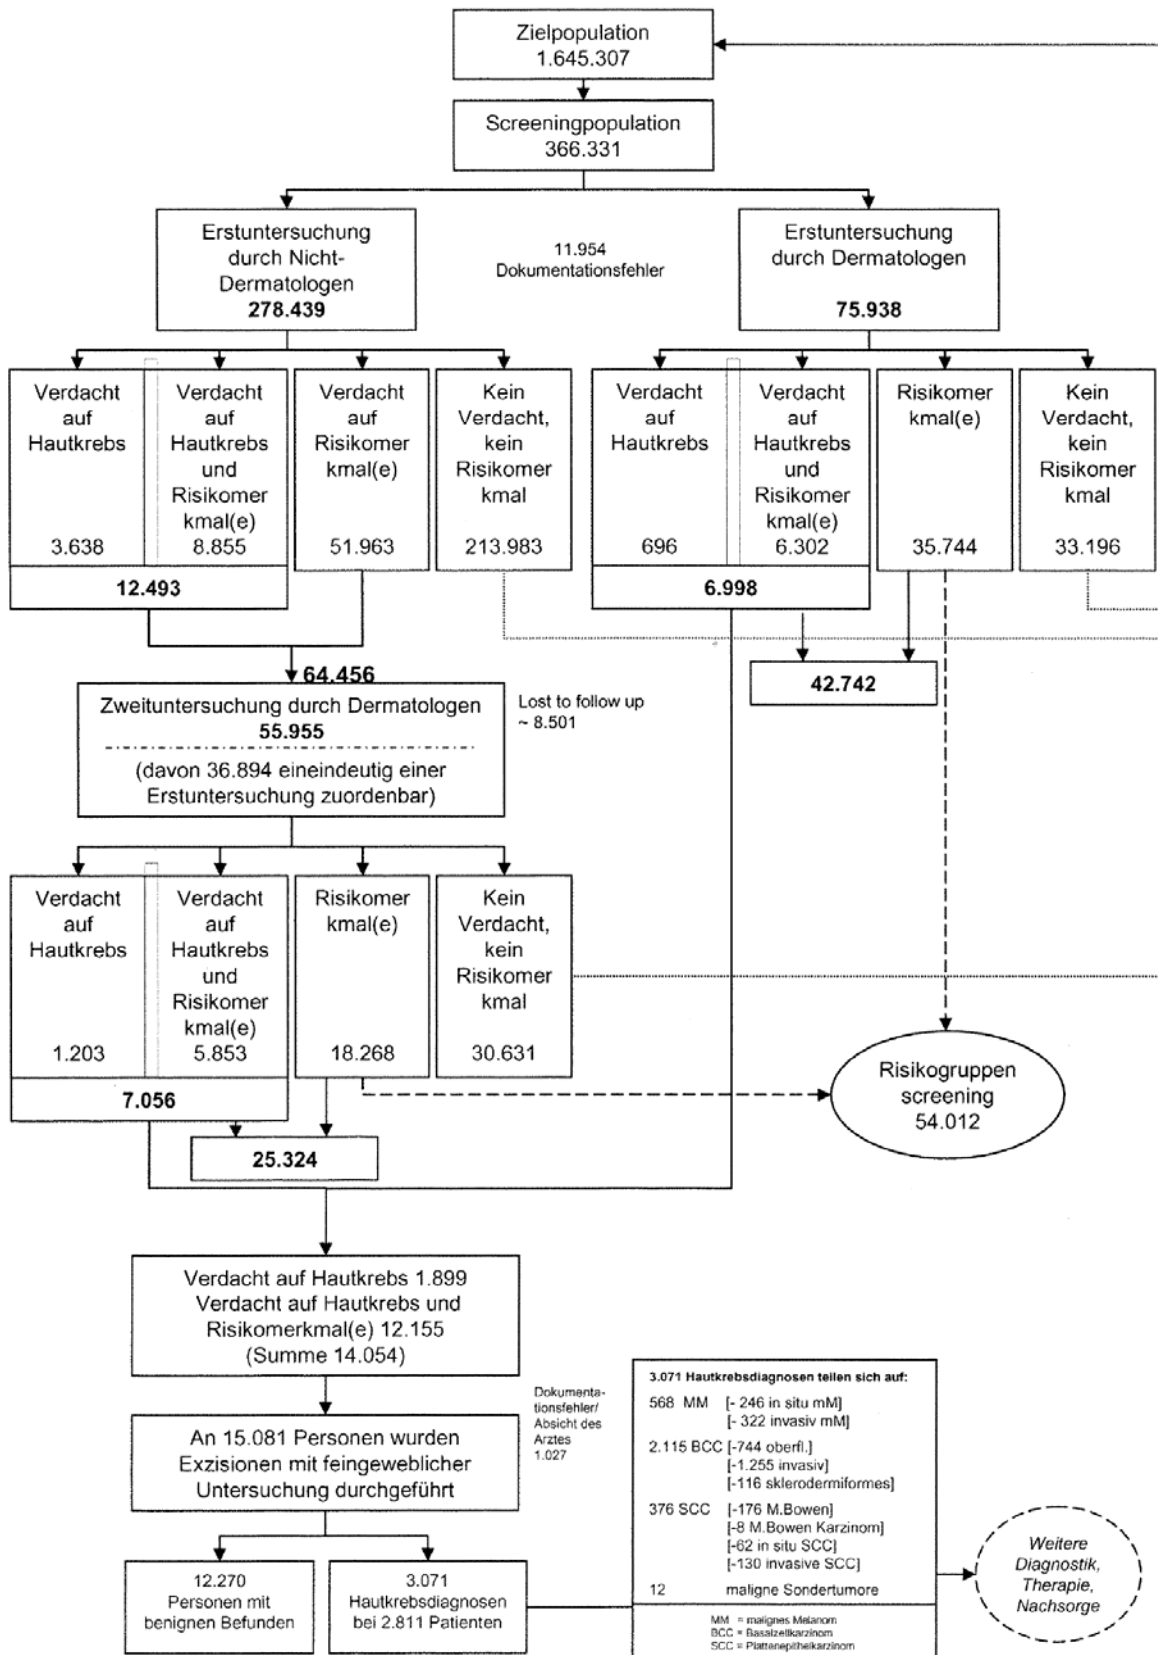 Zielpopulation
1.645.307
Screeningpopulation
366.331
Erstuntersuchung
durch Nicht-
Dermatologen
278.439
11.954
Dokumentationsfehler
Erstuntersuchung
durch Dermatologen
75.938
Verdacht
auf
Hautkrebs
3.638
Verdacht
auf
Hautkrebs
und
Risikomer
kmal(e)
8.855
12.493
Verdacht
auf
Risikomer
kmal(e)
51.963
Kein
Verdacht,
kein
Risikomer
kmal
213.983
Verdacht
auf
Hautkrebs
696
Verdacht
auf
Hautkrebs
und
Risikomer
kmal(e)
6.302
6.998
Risikomer
kmal(e)
35.744
Kein
Verdacht,
kein
Risikomer
kmal
33.196
42.742
64.456
Zweituntersuchung durch Dermatologen
55.955
(davon 36.894 eineindeutig einer
Erstuntersuchung zuordenbar)
Lost to follow up
~ 8.501
Verdacht
auf
Hautkrebs
1.203
Verdacht
auf
Hautkrebs
und
Risikomer
kmal(e)
5.853
7.056
Risikomer
kmal(e)
18.268
Kein
Verdacht,
kein
Risikomer
kmal
30.631
25.324
Risikogruppen
screening
54.012
Verdacht auf Hautkrebs 1.899
Verdacht auf Hautkrebs und
Risikomerkmal(e) 12.155
(Summe 14.054)
Dokumenta-
tionsfehler/
Absicht des
Arztes
1.027
An 15.081 Personen wurden
Exzisionen mit feingeweblicher
Untersuchung durchgeführt
12.270
Personen mit
benignen Befunden
3.071
Hautkrebsdiagnosen
bei 2.811 Patienten
3.071 Hautkrebsdiagnosen teilen sich auf:
568 MM [- 246 in situ mM]
[- 322 invasiv mM]
2.115 BCC [-744 oberfl.]
[-1.255 invasiv]
[-116 sklerodermiformes]
376 SCC [-176 M.Bowen]
[-8 M.Bowen Karzinom]
[-62 in situ SCC]
[-130 invasive SCC]
12 maligne Sondertumore
MM = malignes Melanom
BCC = Basalzellkarzinom
SCC = Plattenepithelkarzinom
Weitere
Diagnostik,
Therapie,
Nachsorge